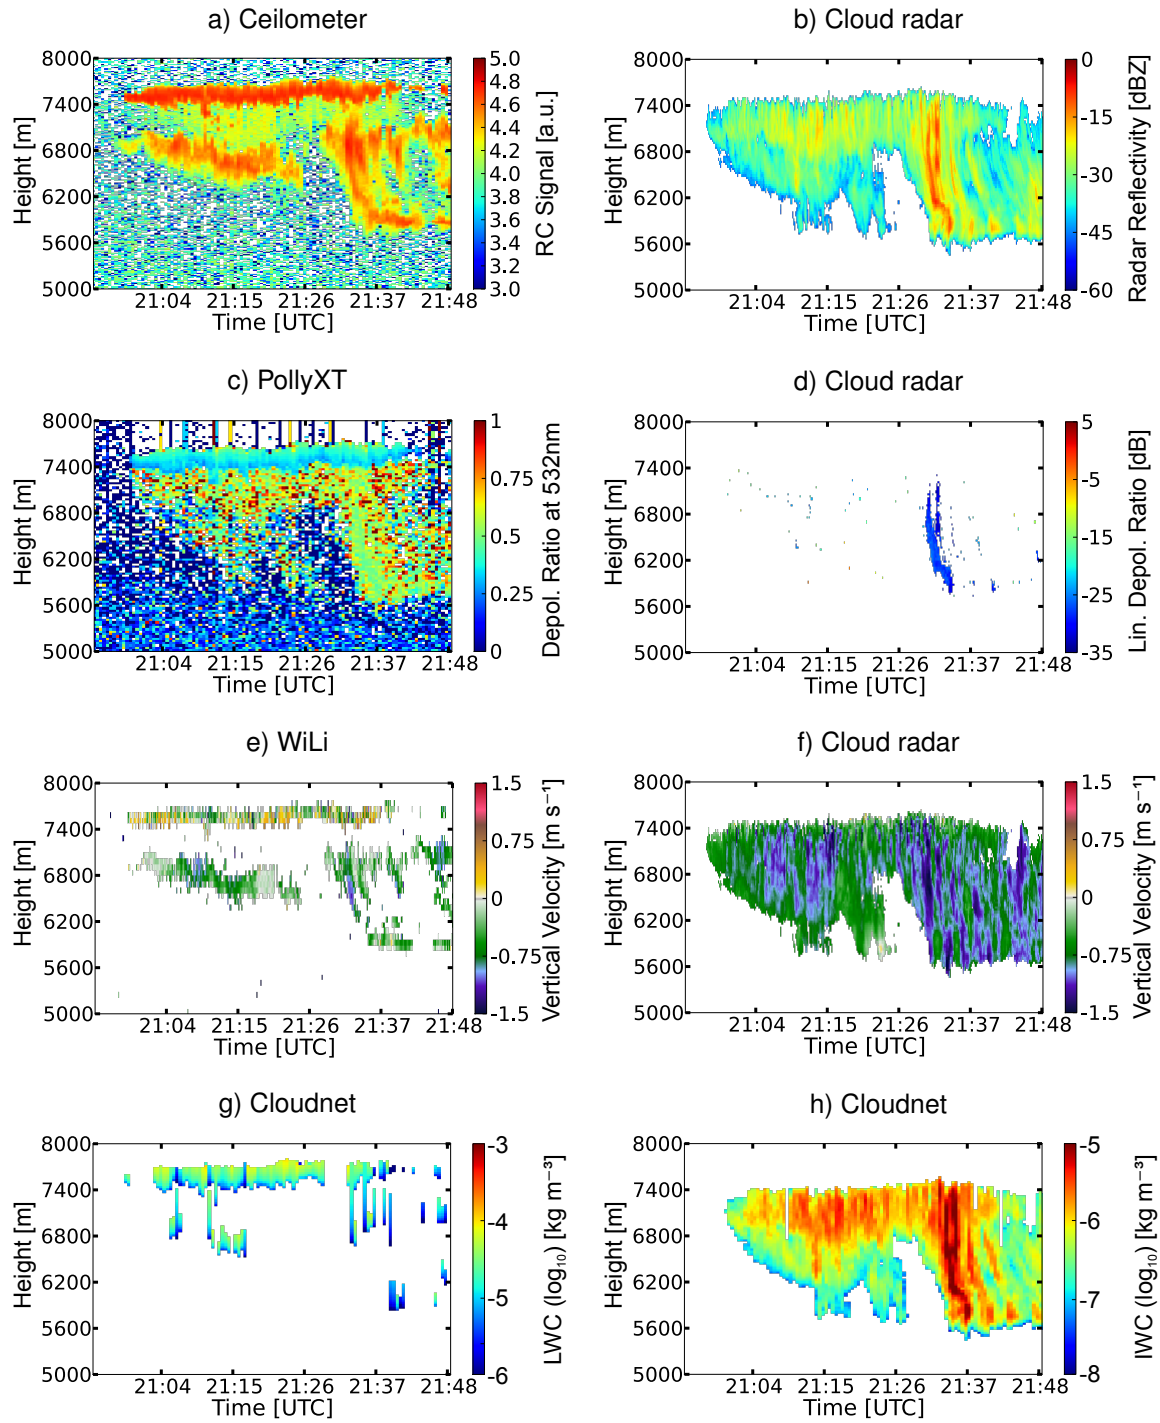 a) Ceilometer
8000
7400
6800
6200
5600
5000
Height [m]
21:04 21:15 21:26 21:37 21:48
Time [UTC]
5.0
4.8
4.6
4.4
4.2
4.0
3.8
3.6
3.4
3.2
3.0
RC Signal [a.u.]
b) Cloud radar
8000
7400
6800
6200
5600
5000
Height [m]
21:04 21:15 21:26 21:37 21:48
Time [UTC]
0
-15
-30
-45
-60
Radar Reflectivity [dBZ]
c) PollyXT
8000
7400
6800
6200
5600
5000
Height [m]
21:04 21:15 21:26 21:37 21:48
Time [UTC]
1
0.75
0.5
0.25
0
Depol. Ratio at 532nm
d) Cloud radar
8000
7400
6800
6200
5600
5000
Height [m]
21:04 21:15 21:26 21:37 21:48
Time [UTC]
5
-5
-15
-25
-35
Lin. Depol. Ratio [dB]
e) WiLi
8000
7400
6800
6200
5600
5000
Height [m]
21:04 21:15 21:26 21:37 21:48
Time [UTC]
1.5
0.75
0
-0.75
-1.5
Vertical Velocity [m s⁻¹]
f) Cloud radar
8000
7400
6800
6200
5600
5000
Height [m]
21:04 21:15 21:26 21:37 21:48
Time [UTC]
1.5
0.75
0
-0.75
-1.5
Vertical Velocity [m s⁻¹]
g) Cloudnet
8000
7400
6800
6200
5600
5000
Height [m]
21:04 21:15 21:26 21:37 21:48
Time [UTC]
-3
-4
-5
-6
LWC (log₁₀) [kg m⁻³]
h) Cloudnet
8000
7400
6800
6200
5600
5000
Height [m]
21:04 21:15 21:26 21:37 21:48
Time [UTC]
-5
-6
-7
-8
IWC (log₁₀) [kg m⁻³]